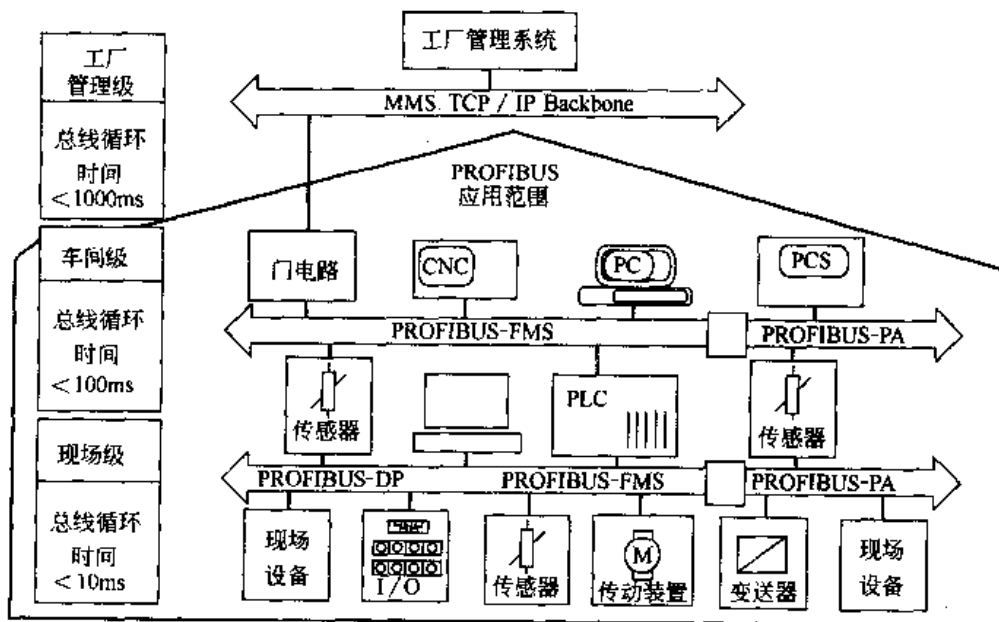 工厂管理系统
工厂
管理级
MMS. TCP / IP Backbone
总线循环
时间
<1000ms
PROFIBUS
应用范围
车间级
门电路
CNC
PC
PCS
总线循环
时间
<100ms
PROFIBUS-FMS
PROFIBUS-PA
传感器
PLC
传感器
现场级
PROFIBUS-DP
PROFIBUS-FMS
PROFIBUS-PA
总线循环
时间
<10ms
现场
设备
I/O
传感器
M
传动装置
变送器
现场
设备